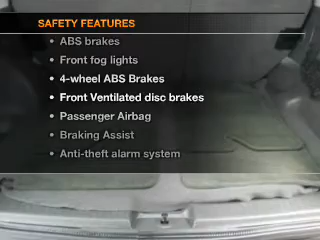 SAFETY FEATURES
• ABS brakes
• Front fog lights
• 4-wheel ABS Brakes
• Front Ventilated disc brakes
• Passenger Airbag
• Braking Assist
• Anti-theft alarm system